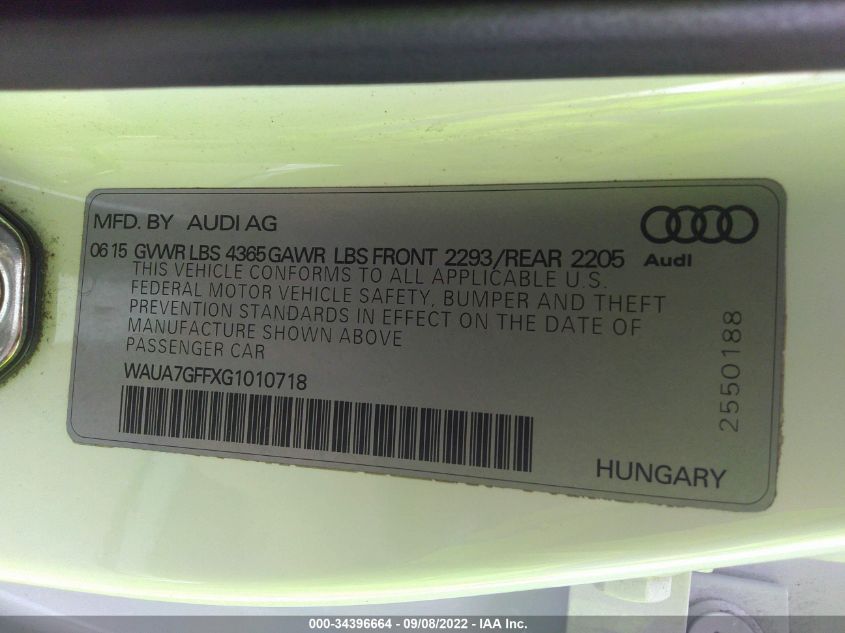 MFD. BY AUDI AG
06 15 GVWR LBS 4365 GAWR LBS FRONT 2293/REAR 2205
Audi
THIS VEHICLE CONFORMS TO ALL APPLICABLE U.S.
FEDERAL MOTOR VEHICLE SAFETY, BUMPER AND THEFT
PREVENTION STANDARDS IN EFFECT ON THE DATE OF
MANUFACTURE SHOWN ABOVE
PASSENGER CAR
WAUA7GFFXG1010718
2550188
HUNGARY
000-34396664 - 09/08/2022 - IAA Inc.